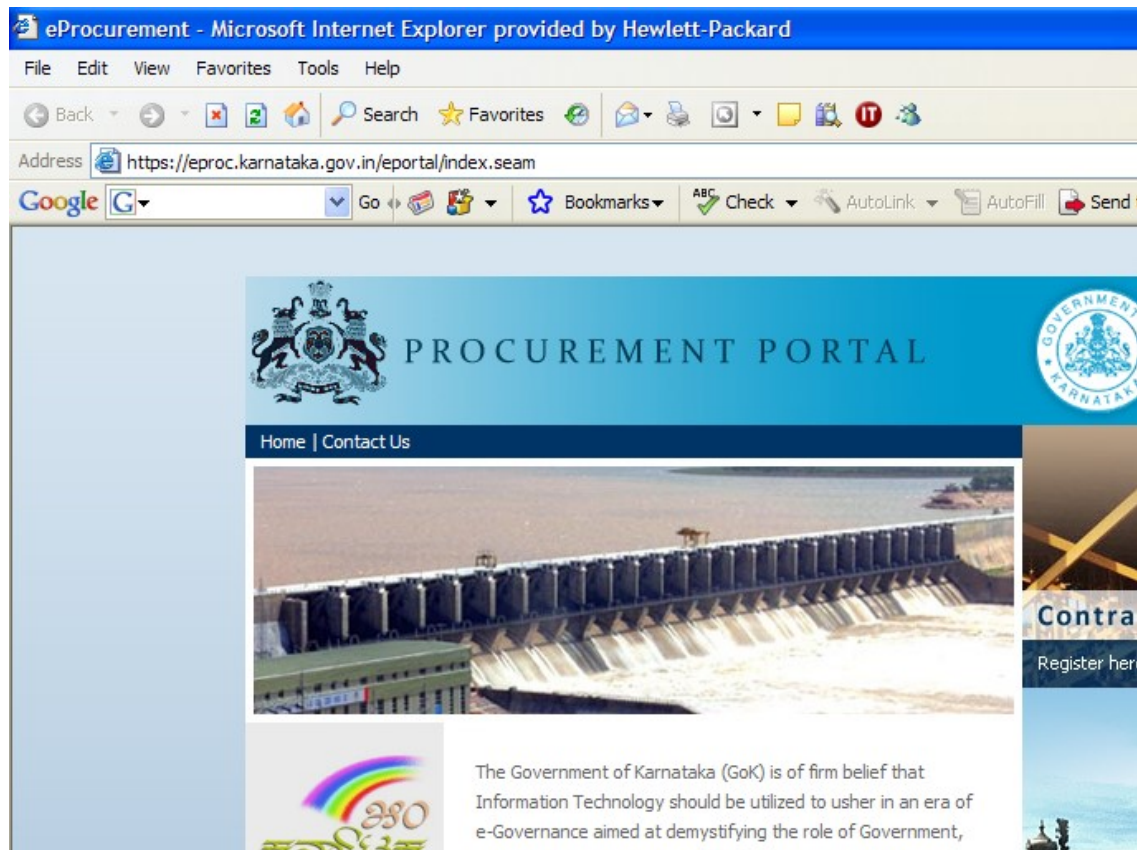 eProcurement - Microsoft Internet Explorer provided by Hewlett-Packard
File Edit View Favorites Tools Help
Back Search Favorites
Address https://eproc.karnataka.gov.in/eportal/index.seam
Google G Go Bookmarks ABC Check AutoLink AutoFill Send
PROCUREMENT PORTAL
GOVERNMENT
KARNATAKA
Home | Contact Us
Contra
Register here
The Government of Karnataka (GoK) is of firm belief that
Information Technology should be utilized to usher in an era of
e-Governance aimed at demystifying the role of Government,